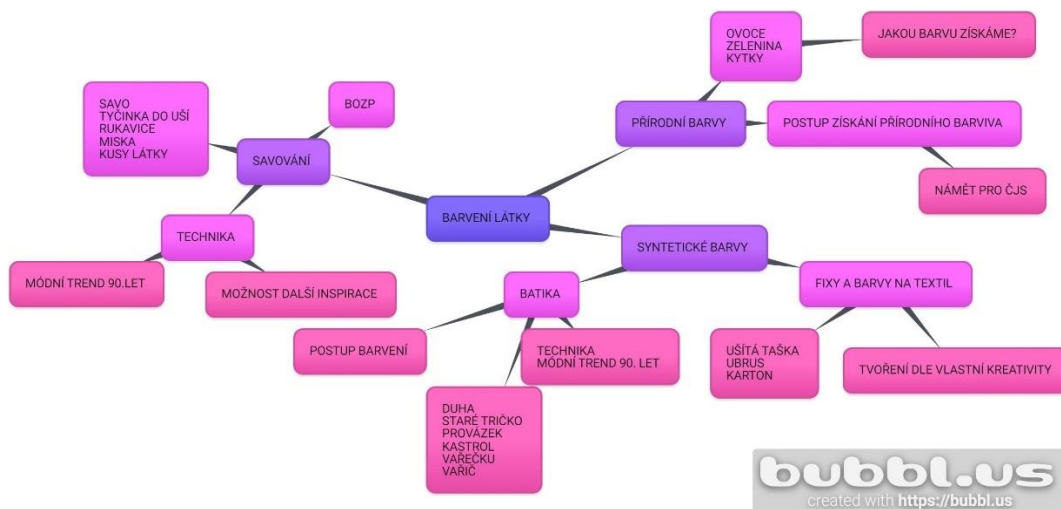 OVOCE
ZELENINA
KYTKY
JAKOU BARVU ZÍSKÁME?
SAVO
TYČINKA DO UŠÍ
RUKAVICE
MISKA
KUSY LÁTKY
BOZP
PŘÍRODNÍ BARVY
POSTUP ZÍSKÁNÍ PŘÍRODNÍHO BARVIVA
SAVOVÁNÍ
NÁMĚT PRO ČJS
BARVENÍ LÁTKY
TECHNIKA
SYNTETICKÉ BARVY
MÓDNÍ TREND 90.LET
MOŽNOST DALŠÍ INSPIRACE
BATIKA
FIXY A BARVY NA TEXTIL
POSTUP BARVENÍ
TECHNIKA
MÓDNÍ TREND 90. LET
UŠÍTÁ TAŠKA
UBRUS
KARTON
TVOŘENÍ DLE VLASTNÍ KREATIVITY
DUHA
STARÉ TRIČKO
PROVÁZEK
KASTROL
VAŘEČKU
VAŘIČ
bubbl.us
created with https://bubbl.us